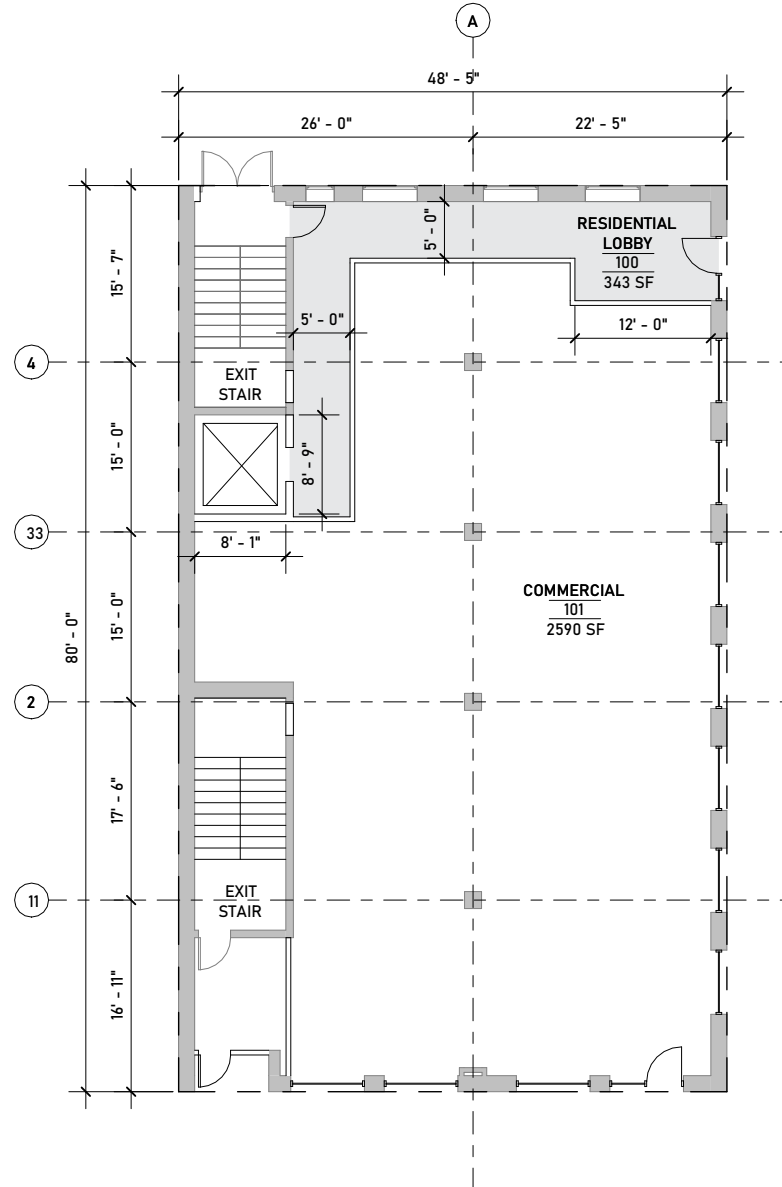 A
48' - 5"
26' - 0"
22' - 5"
RESIDENTIAL
LOBBY
100
343 SF
5' - 0"
15' - 7"
5' - 0"
12' - 0"
4
EXIT
STAIR
15' - 0"
8' - 9"
33
8' - 1"
COMMERCIAL
101
2590 SF
15' - 0"
80' - 0"
2
17' - 6"
11
EXIT
STAIR
16' - 11"